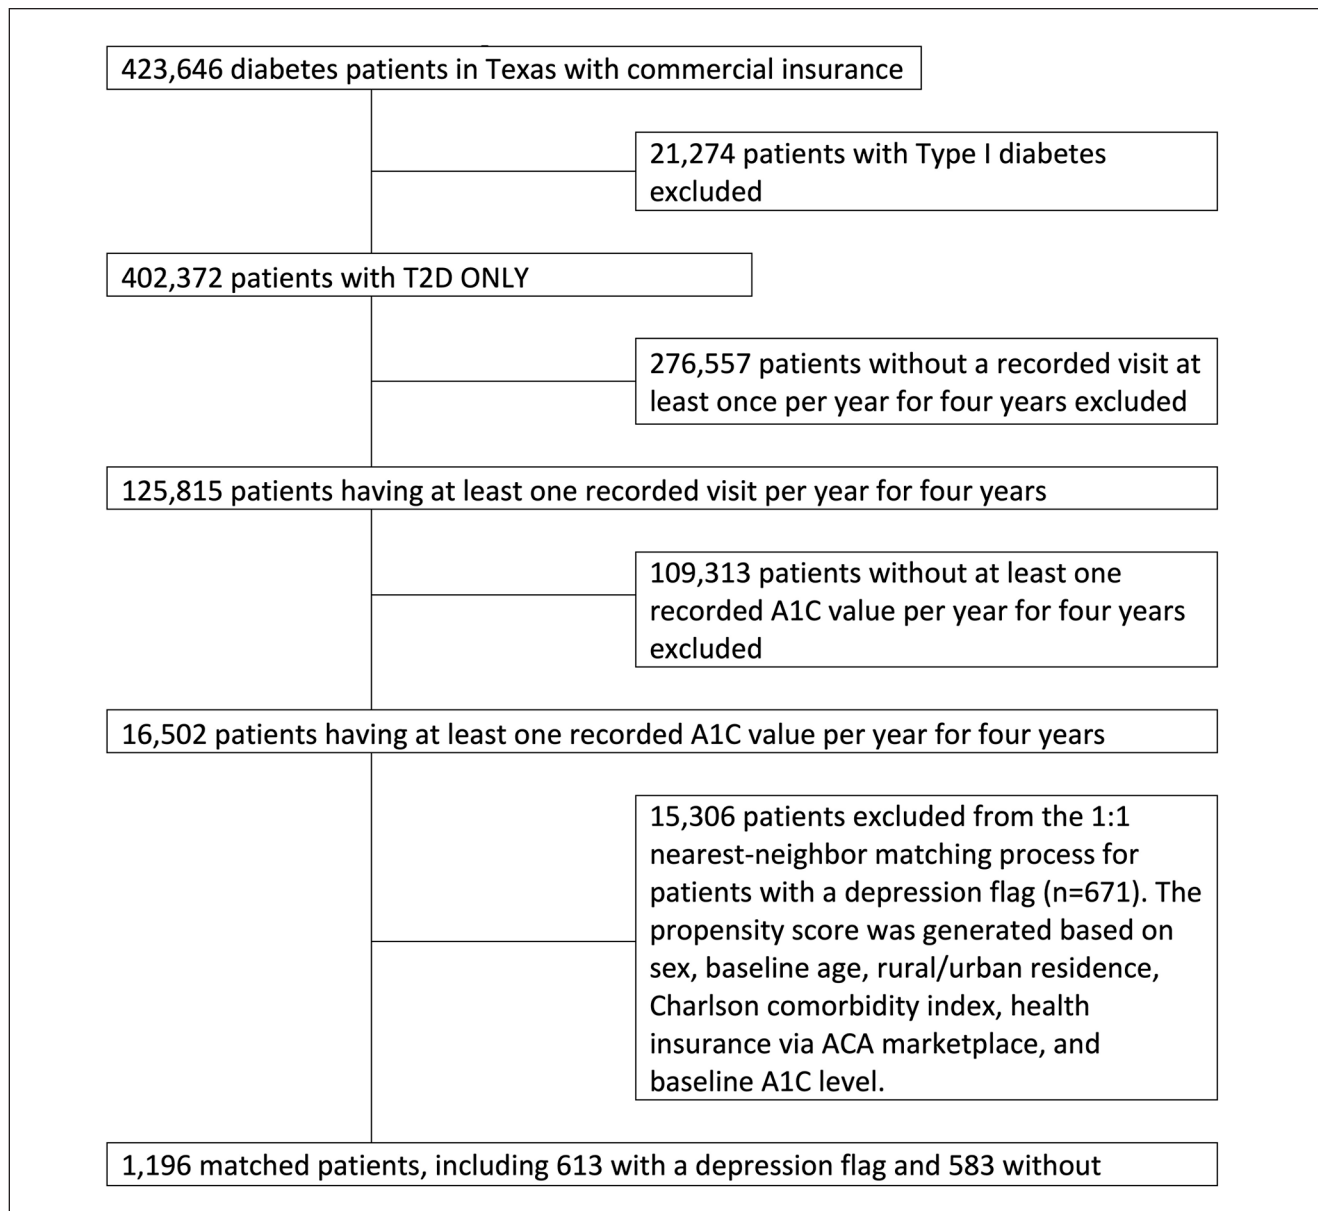 423,646 diabetes patients in Texas with commercial insurance
21,274 patients with Type I diabetes
excluded
402,372 patients with T2D ONLY
276,557 patients without a recorded visit at
least once per year for four years excluded
125,815 patients having at least one recorded visit per year for four years
109,313 patients without at least one
recorded A1C value per year for four years
excluded
16,502 patients having at least one recorded A1C value per year for four years
15,306 patients excluded from the 1:1
nearest-neighbor matching process for
patients with a depression flag (n=671). The
propensity score was generated based on
sex, baseline age, rural/urban residence,
Charlson comorbidity index, health
insurance via ACA marketplace, and
baseline A1C level.
1,196 matched patients, including 613 with a depression flag and 583 without